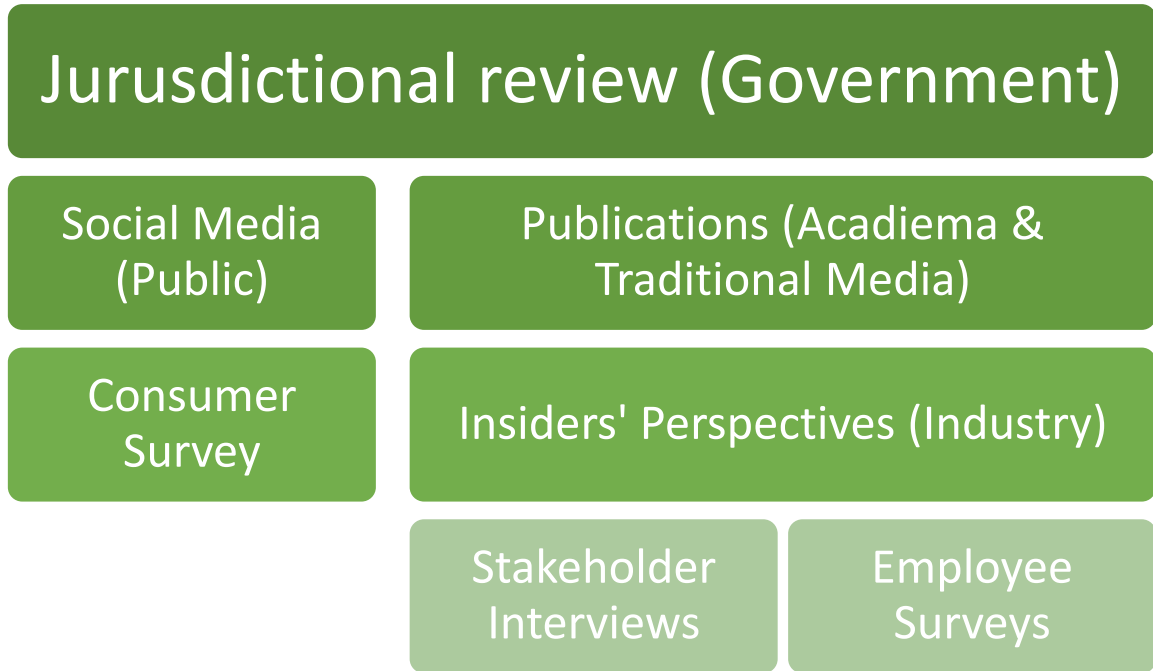 Jurusdictional review (Government)
Social Media
(Public)
Publications (Acadiema &
Traditional Media)
Consumer
Survey
Insiders' Perspectives (Industry)
Stakeholder
Interviews
Employee
Surveys